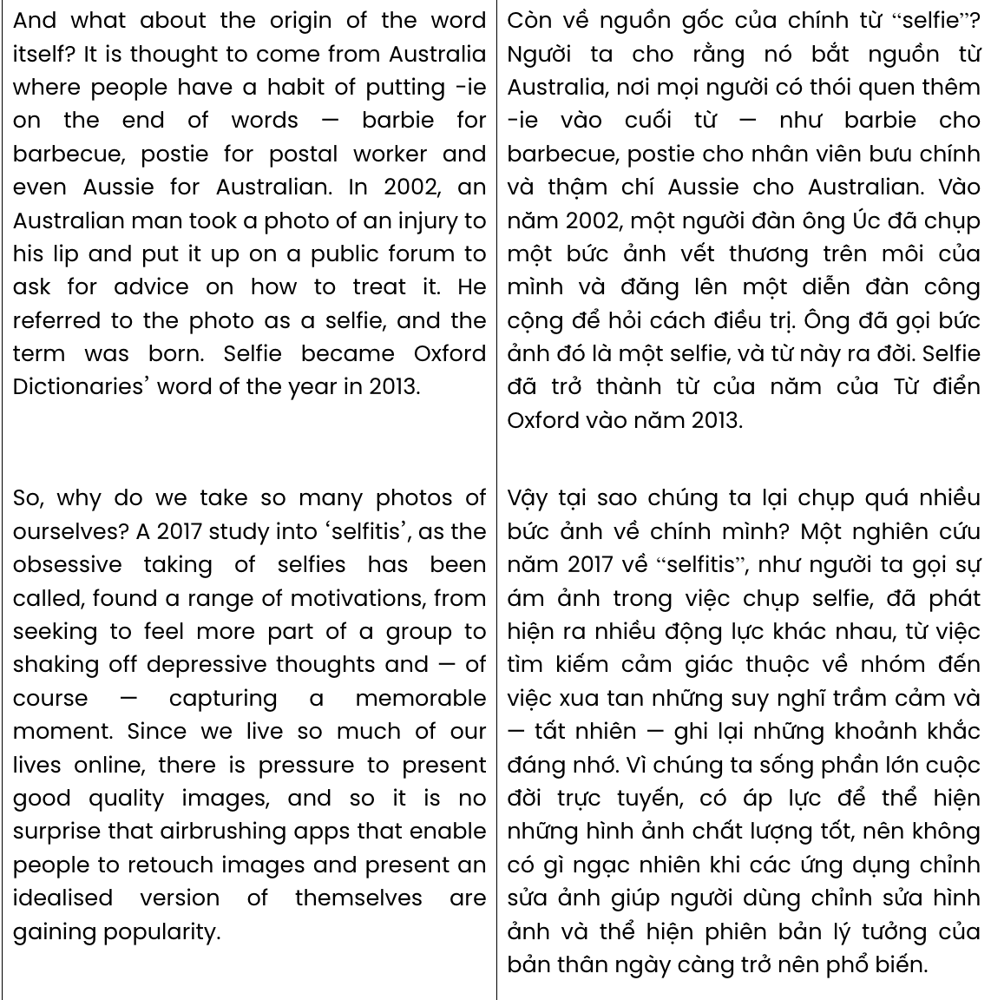 And what about the origin of the word
itself? It is thought to come from Australia
where people have a habit of putting -ie
on the end of words — barbie for
barbecue, postie for postal worker and
even Aussie for Australian. In 2002, an
Australian man took a photo of an injury to
his lip and put it up on a public forum to
ask for advice on how to treat it. He
referred to the photo as a selfie, and the
term was born. Selfie became Oxford
Dictionaries’ word of the year in 2013.
Còn về nguồn gốc của chính từ “selfie”?
Người ta cho rằng nó bắt nguồn từ
Australia, nơi mọi người có thói quen thêm
-ie vào cuối từ — như barbie cho
barbecue, postie cho nhân viên bưu chính
và thậm chí Aussie cho Australian. Vào
năm 2002, một người đàn ông Úc đã chụp
một bức ảnh vết thương trên môi của
mình và đăng lên một diễn đàn công
cộng để hỏi cách điều trị. Ông đã gọi bức
ảnh đó là một selfie, và từ này ra đời. Selfie
đã trở thành từ của năm của Từ điển
Oxford vào năm 2013.
So, why do we take so many photos of
ourselves? A 2017 study into ‘selfitis’, as the
obsessive taking of selfies has been
called, found a range of motivations, from
seeking to feel more part of a group to
shaking off depressive thoughts and — of
course — capturing a memorable
moment. Since we live so much of our
lives online, there is pressure to present
good quality images, and so it is no
surprise that airbrushing apps that enable
people to retouch images and present an
idealised version of themselves are
gaining popularity.
Vậy tại sao chúng ta lại chụp quá nhiều
bức ảnh về chính mình? Một nghiên cứu
năm 2017 về “selfitis”, như người ta gọi sự
ám ảnh trong việc chụp selfie, đã phát
hiện ra nhiều động lực khác nhau, từ việc
tìm kiếm cảm giác thuộc về nhóm đến
việc xua tan những suy nghĩ trầm cảm và
— tất nhiên — ghi lại những khoảnh khắc
đáng nhớ. Vì chúng ta sống phần lớn cuộc
đời trực tuyến, có áp lực để thể hiện
những hình ảnh chất lượng tốt, nên không
có gì ngạc nhiên khi các ứng dụng chỉnh
sửa ảnh giúp người dùng chỉnh sửa hình
ảnh và thể hiện phiên bản lý tưởng của
bản thân ngày càng trở nên phổ biến.